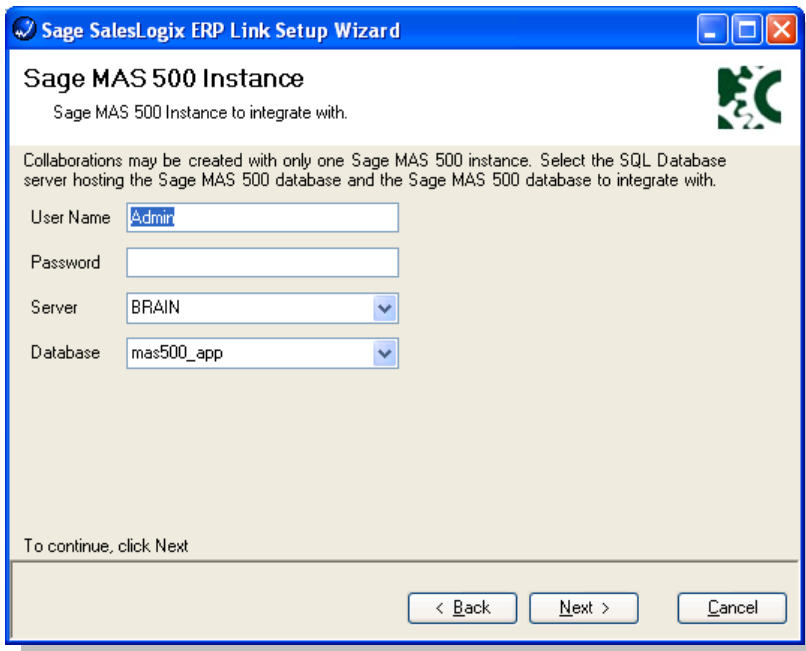 Sage SalesLogix ERP Link Setup Wizard
Sage MAS 500 Instance
Sage MAS 500 Instance to integrate with.
Collaborations may be created with only one Sage MAS 500 instance. Select the SQL Database
server hosting the Sage MAS 500 database and the Sage MAS 500 database to integrate with.
User Name Admin
Password
Server BRAIN
Database mas500_app
To continue, click Next
< Back Next > Cancel